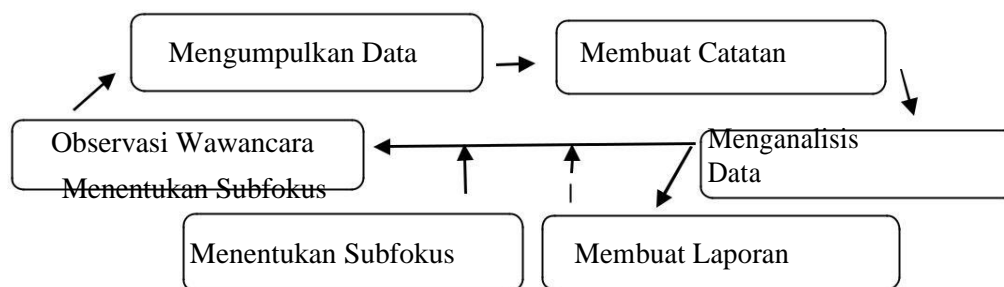 Mengumpulkan Data
Membuat Catatan
Observasi Wawancara
Menentukan Subfokus
Menganalisis
Data
Menentukan Subfokus
Membuat Laporan